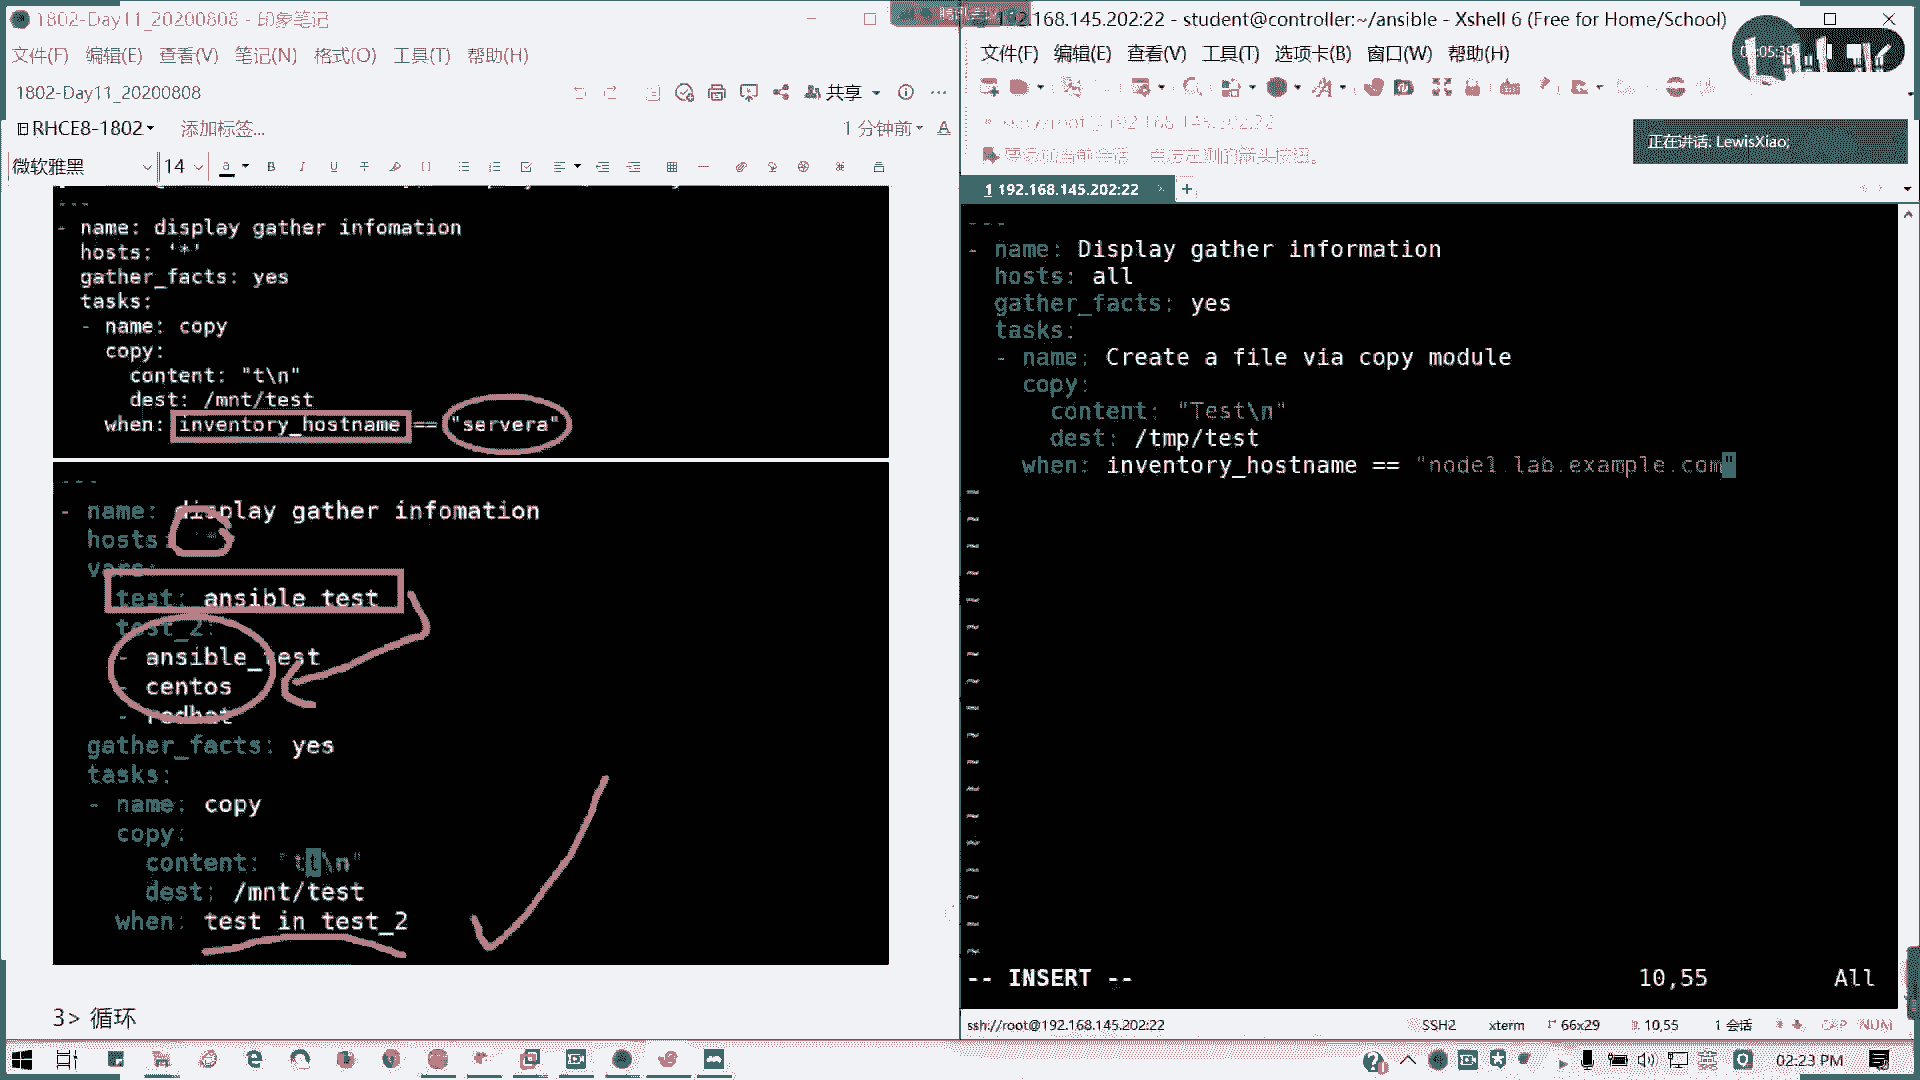 1802-Day11_20200808 - 印象笔记
文件(F) 编辑(E) 查看(V) 笔记(N) 格式(O) 工具(T) 帮助(H)
1802-Day11_20200808
共享
RHCE8-1802
添加标签...
1 分钟前
微软雅黑 14
---
- name: display gather infomation
hosts: '*'
gather_facts: yes
tasks:
- name: copy
copy:
content: "t\n"
dest: /mnt/test
when: inventory_hostname == "servera"
---
- name: display gather infomation
hosts
vars:
test: ansible_test
test_2:
- ansible_test
- centos
- redhat
gather_facts: yes
tasks:
- name: copy
copy:
content: "tt\n"
dest: /mnt/test
when: test in test_2
3> 循环
192.168.145.202:22 - student@controller:~/ansible - Xshell 6 (Free for Home/School)
文件(F) 编辑(E) 查看(V) 工具(T) 选项卡(B) 窗口(W) 帮助(H)
正在讲话: LewisXiao;
1 192.168.145.202:22
---
- name: Display gather information
hosts: all
gather_facts: yes
tasks:
- name: Create a file via copy module
copy:
content: "Test\n"
dest: /tmp/test
when: inventory_hostname == "node1.lab.example.com"
-- INSERT -- 10,55 All
ssh://root@192.168.145.202:22 SSH2 xterm 66x29 10,55 1 会话 CAP NUM
02:23 PM